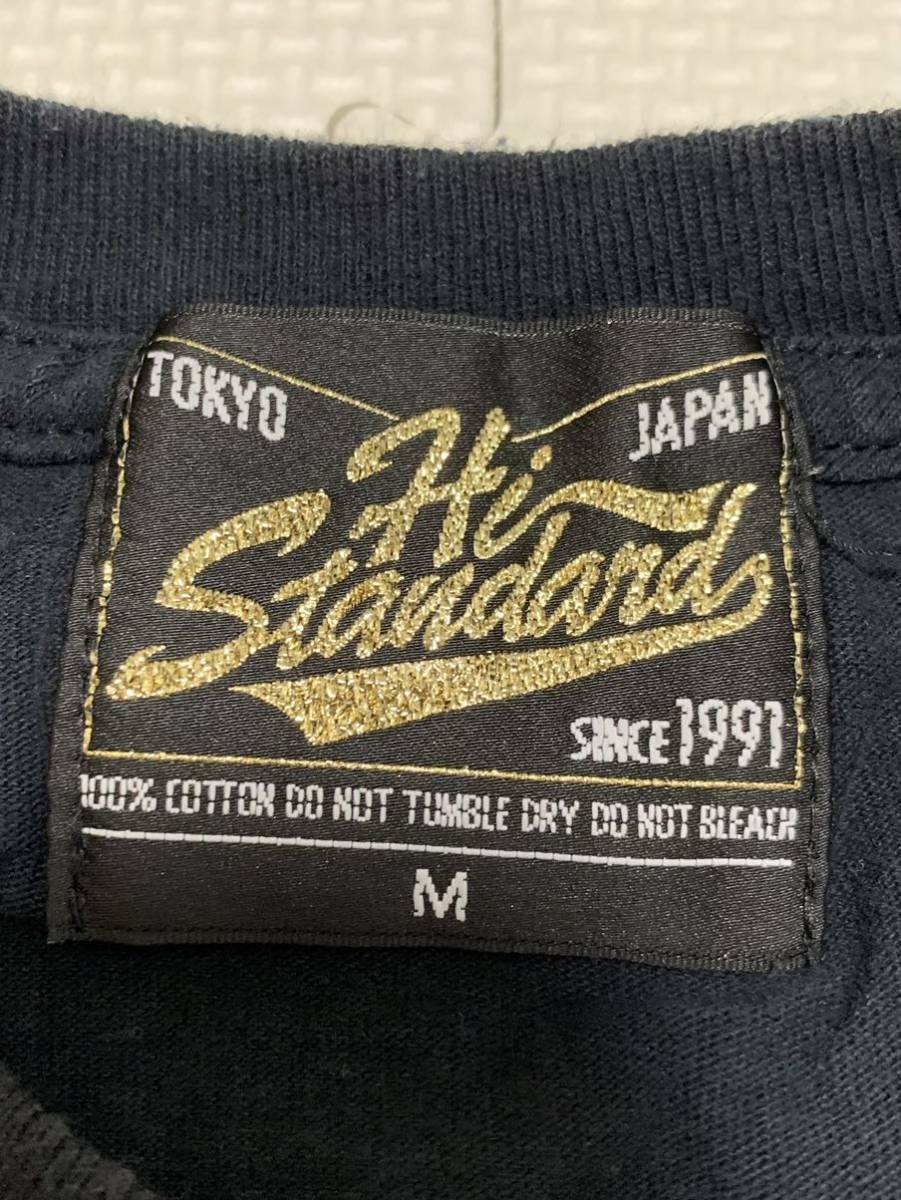 TOKYO
JAPAN
Hi
Standard
SINCE 1991
100% COTTON DO NOT TUMBLE DRY DO NOT BLEACH
M